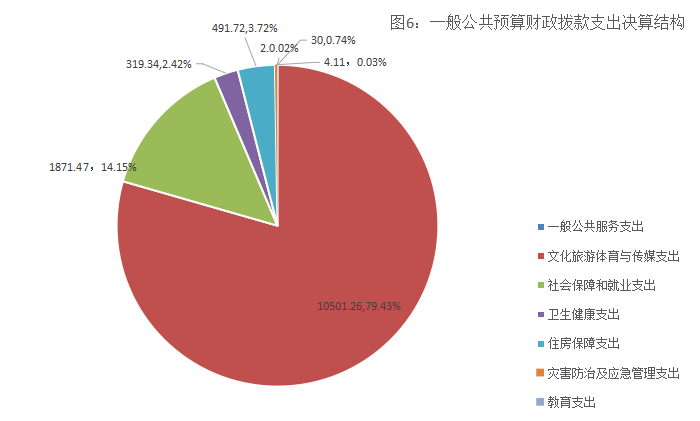 图6：一般公共预算财政拨款支出决算结构
491.72,3.72%
2.0.02%
30,0.74%
4.11，0.03%
319.34,2.42%
1871.47，14.15%
10501.26,79.43%
一般公共服务支出
文化旅游体育与传媒支出
社会保障和就业支出
卫生健康支出
住房保障支出
灾害防治及应急管理支出
教育支出